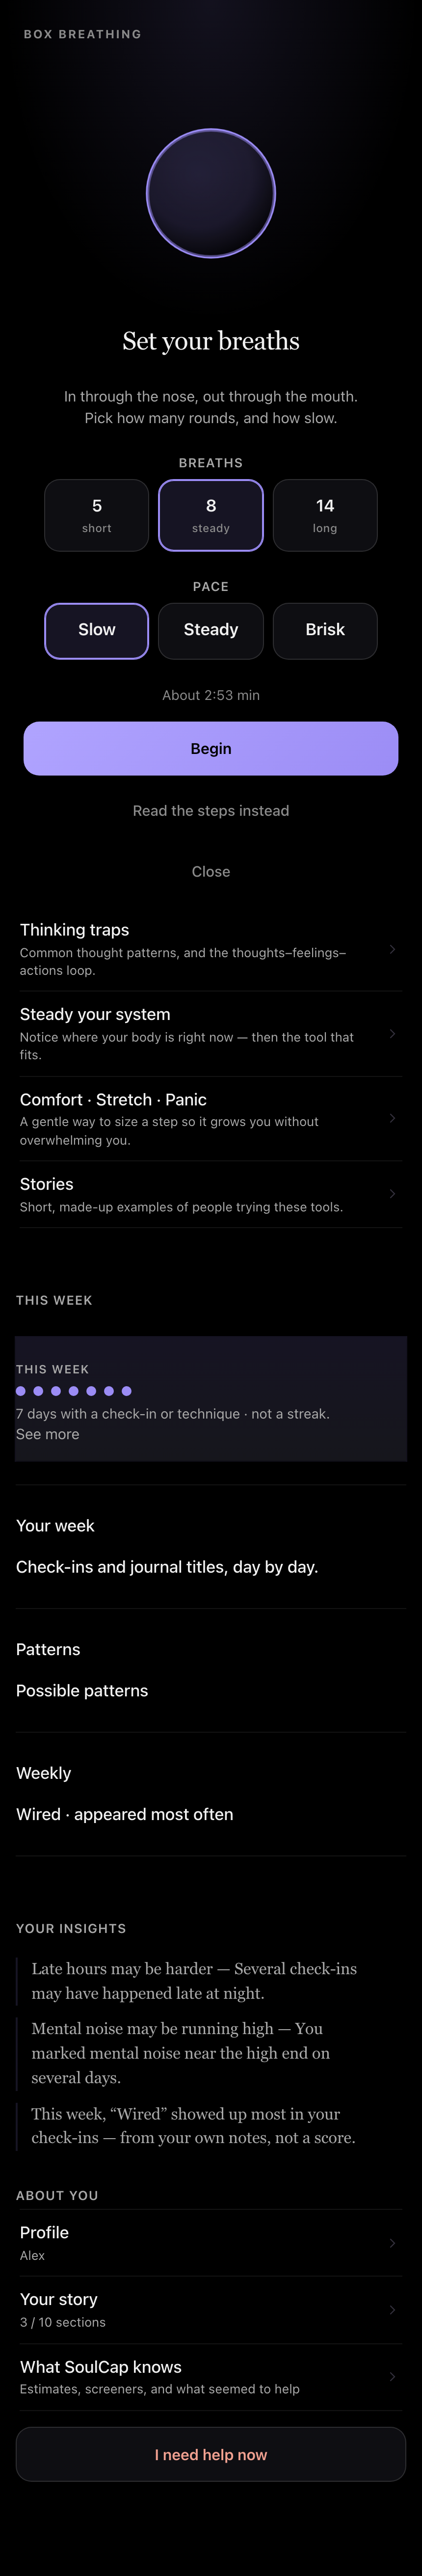 BOX BREATHING
Set your breaths
In through the nose, out through the mouth.
Pick how many rounds, and how slow.
BREATHS
5
short
8
steady
14
long
PACE
Slow
Steady
Brisk
About 2:53 min
Begin
Read the steps instead
Close
Thinking traps
Common thought patterns, and the thoughts–feelings–
actions loop.
Steady your system
Notice where your body is right now — then the tool that
fits.
Comfort · Stretch · Panic
A gentle way to size a step so it grows you without
overwhelming you.
Stories
Short, made-up examples of people trying these tools.
THIS WEEK
THIS WEEK
7 days with a check-in or technique · not a streak.
See more
Your week
Check-ins and journal titles, day by day.
Patterns
Possible patterns
Weekly
Wired · appeared most often
YOUR INSIGHTS
Late hours may be harder — Several check-ins
may have happened late at night.
Mental noise may be running high — You
marked mental noise near the high end on
several days.
This week, “Wired” showed up most in your
check-ins — from your own notes, not a score.
ABOUT YOU
Profile
Alex
Your story
3 / 10 sections
What SoulCap knows
Estimates, screeners, and what seemed to help
I need help now